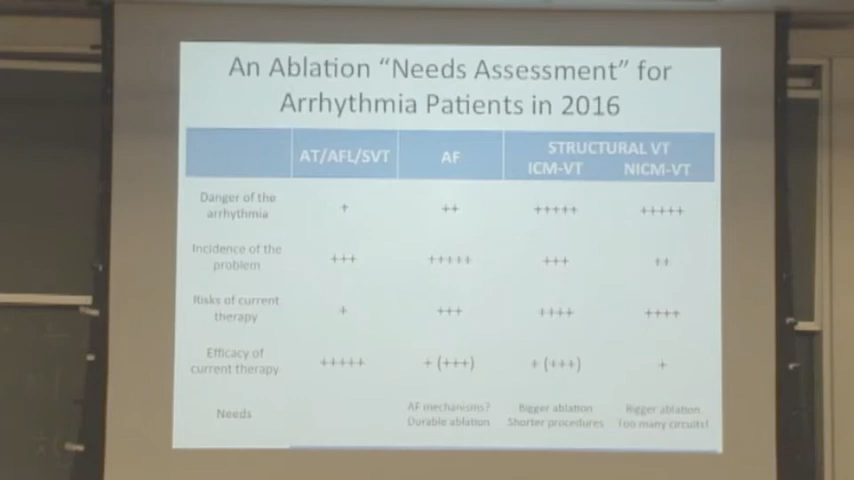 An Ablation “Needs Assessment” for
Arrhythmia Patients in 2016
AT/AFL/SVT
AF
STRUCTURAL VT
ICM-VT NICM-VT
Danger of the
arrhythmia
+
++
+++++
+++++
Incidence of the
problem
+++
+++++
+++
++
Risks of current
therapy
+
+++
++++
++++
Efficacy of
current therapy
+++++
+ (+++)
+ (+++)
+
Needs
AF mechanisms?
Durable ablation
Bigger ablation
Shorter procedures
Bigger ablation
Too many circuits!